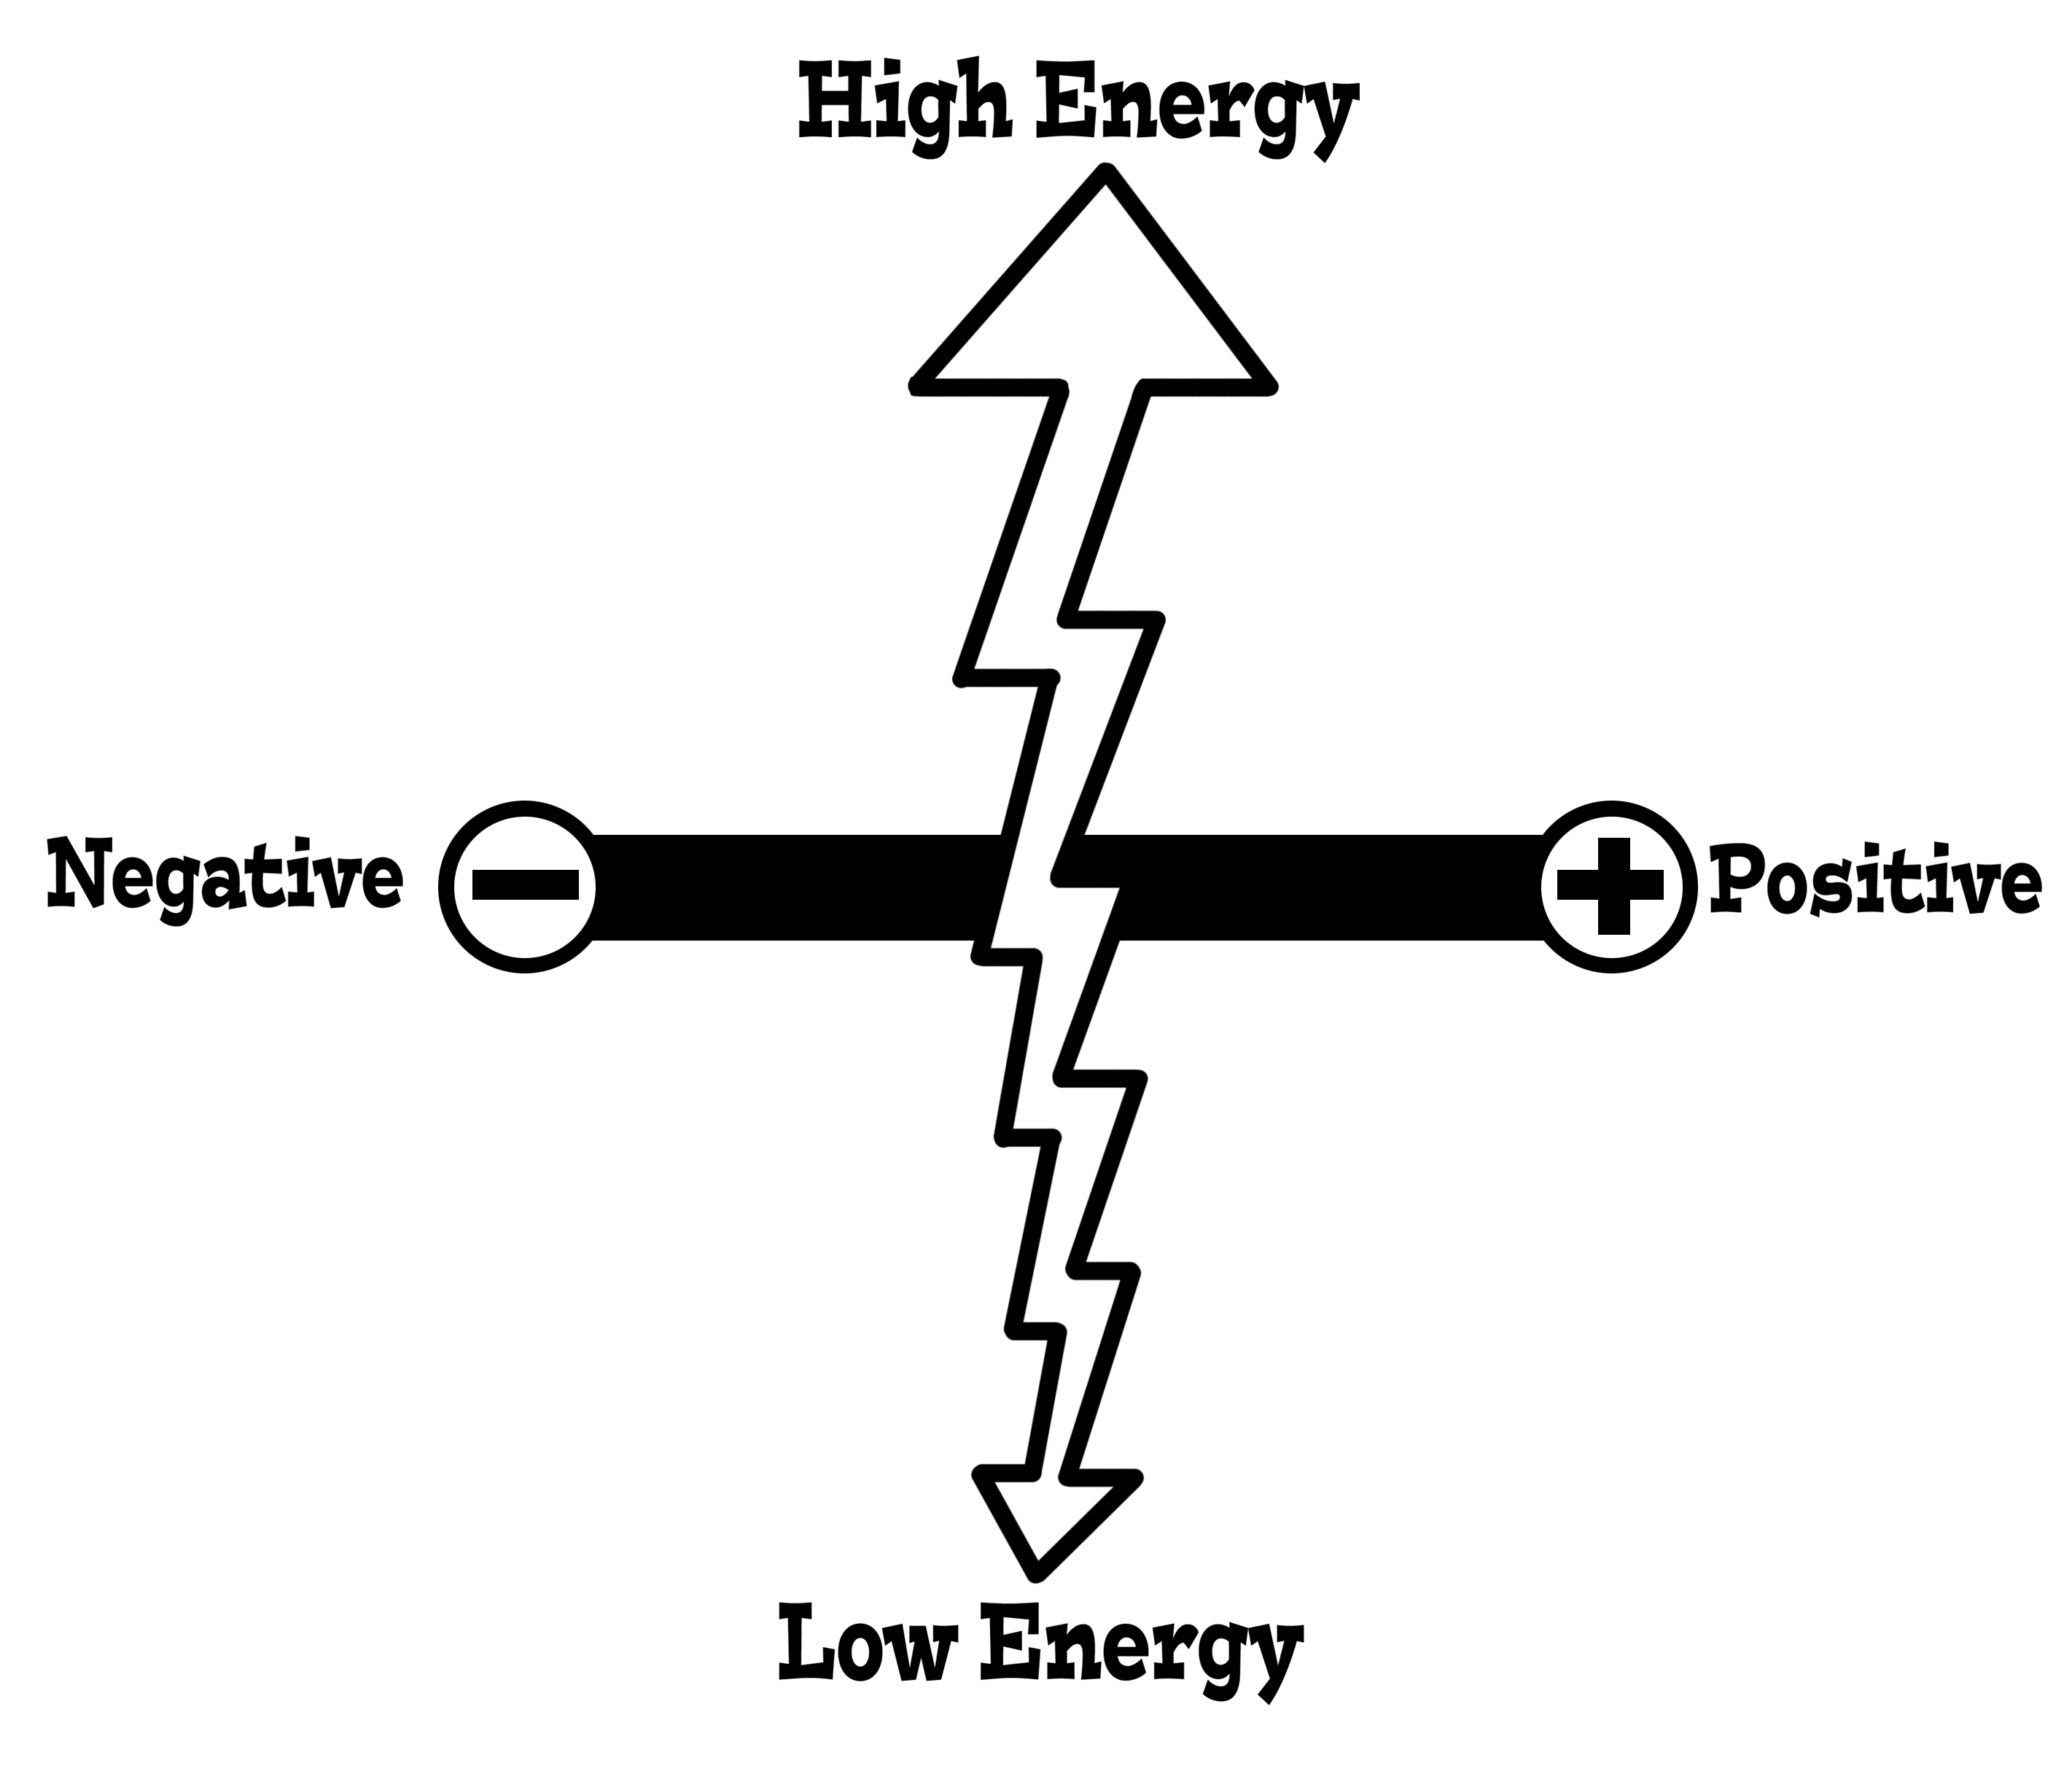 High Energy
Negative
Positive
Low Energy